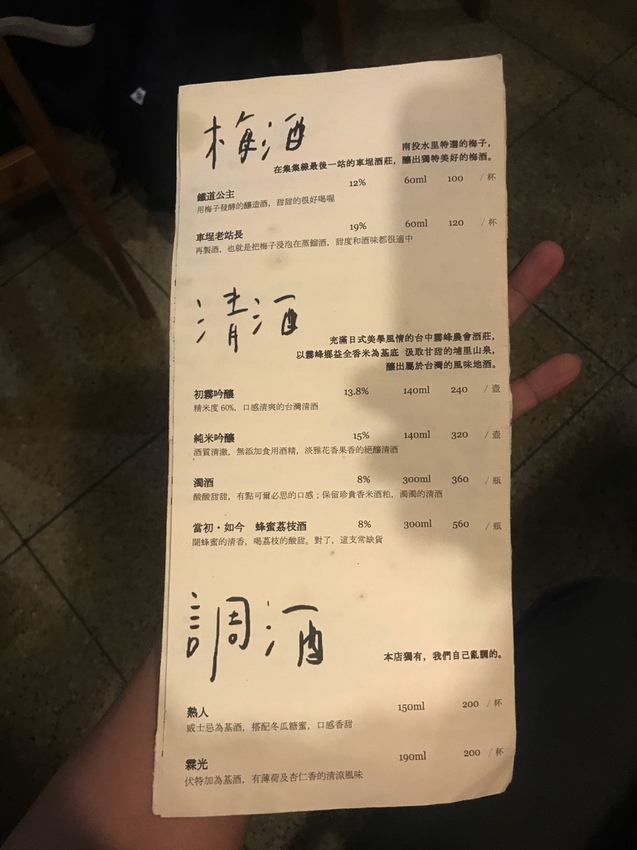 梅酒
南投水里特選的梅子，
在集集線最後一站的車埕酒莊，釀出獨特美好的梅酒。
鐵道公主 12% 60ml 100 / 杯
用梅子發酵的釀造酒，甜甜的很好喝喔
車埕老站長 19% 60ml 120 / 杯
再製酒，也就是把梅子浸泡在蒸餾酒，甜度和酒味都很適中
清酒
充滿日式美學風情的台中霧峰農會酒莊，
以霧峰鄉益全香米為基底 汲取甘甜的埔里山泉，
釀出屬於台灣的風味地酒。
初霧吟釀 13.8% 140ml 240 / 壺
精米度 60%，口感清爽的台灣清酒
純米吟釀 15% 140ml 320 / 壺
酒質清澈，無添加食用酒精，淡雅花香果香的絕釀清酒
濁酒 8% 300ml 360 / 瓶
酸酸甜甜，有點可爾必思的口感；保留珍貴香米酒粕，濁濁的清酒
當初・如今 蜂蜜荔枝酒 8% 300ml 560 / 瓶
聞蜂蜜的清香，喝荔枝的酸甜。對了，這支常缺貨
調酒
本店獨有，我們自己亂調的。
熟人 150ml 200 / 杯
威士忌為基酒，搭配冬瓜糖蜜，口感香甜
霖光 190ml 200 / 杯
伏特加為基酒，有薄荷及杏仁香的清涼風味